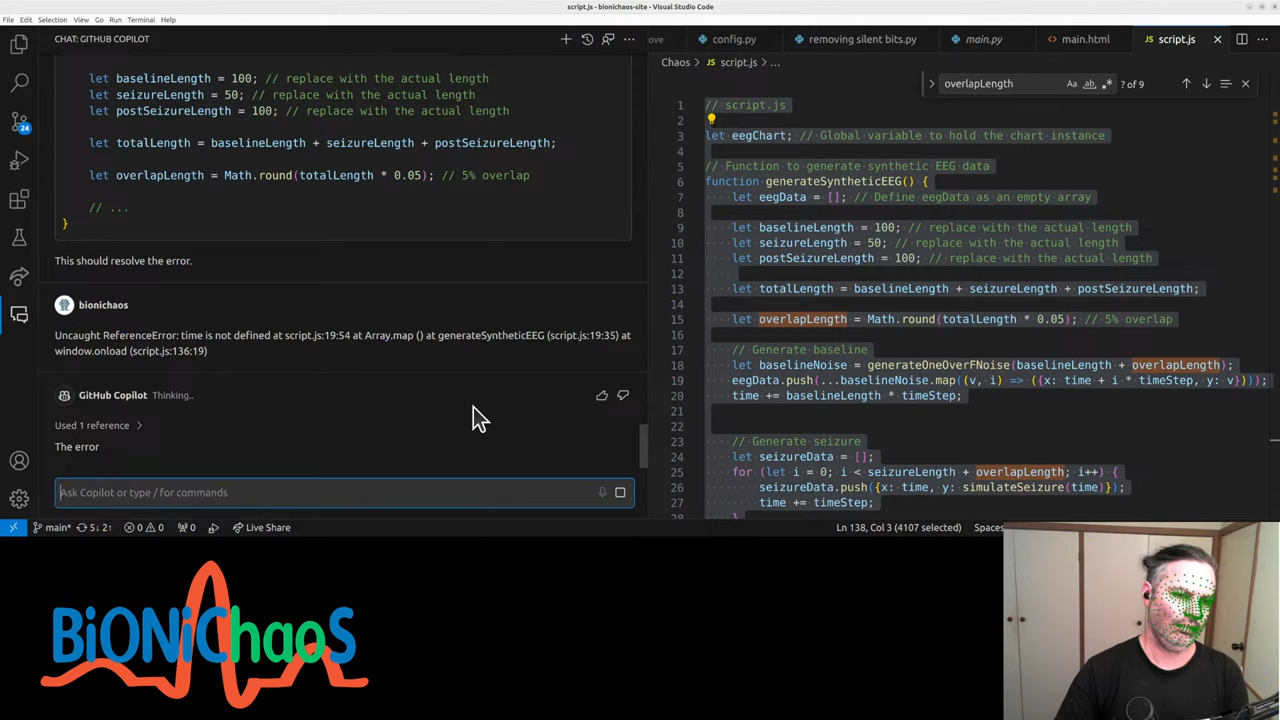 script.js - bionichaos-site - Visual Studio Code
File Edit Selection View Go Run Terminal Help
CHAT: GITHUB COPILOT
let baselineLength = 100; // replace with the actual length
let seizureLength = 50; // replace with the actual length
let postSeizureLength = 100; // replace with the actual length
let totalLength = baselineLength + seizureLength + postSeizureLength;
let overlapLength = Math.round(totalLength * 0.05); // 5% overlap
// ...
}
This should resolve the error.
bionichaos
Uncaught ReferenceError: time is not defined at script.js:19:54 at Array.map () at generateSyntheticEEG (script.js:19:35) at
window.onload (script.js:136:19)
GitHub Copilot Thinking..
Used 1 reference
The error
Ask Copilot or type / for commands
24
ove config.py removing silent bits.py main.py main.html script.js
Chaos > script.js > ...
overlapLength Aa ab .* ? of 9
1 // script.js
2
3 let eegChart; // Global variable to hold the chart instance
4
5 // Function to generate synthetic EEG data
6 function generateSyntheticEEG() {
7 let eegData = []; // Define eegData as an empty array
8
9 let baselineLength = 100; // replace with the actual length
10 let seizureLength = 50; // replace with the actual length
11 let postSeizureLength = 100; // replace with the actual length
12
13 let totalLength = baselineLength + seizureLength + postSeizureLength;
14
15 let overlapLength = Math.round(totalLength * 0.05); // 5% overlap
16
17 // Generate baseline
18 let baselineNoise = generateOneOverFNoise(baselineLength + overlapLength);
19 eegData.push(...baselineNoise.map((v, i) => ({x: time + i * timeStep, y: v})));
20 time += baselineLength * timeStep;
21
22
23 // Generate seizure
24 let seizureData = [];
25 for (let i = 0; i < seizureLength + overlapLength; i++) {
26 seizureData.push({x: time, y: simulateSeizure(time)});
27 time += timeStep;
28 }
main* 5↓ 2↑ 0 0 0 Live Share Ln 138, Col 3 (4107 selected) Spaces
BiONiChaoS